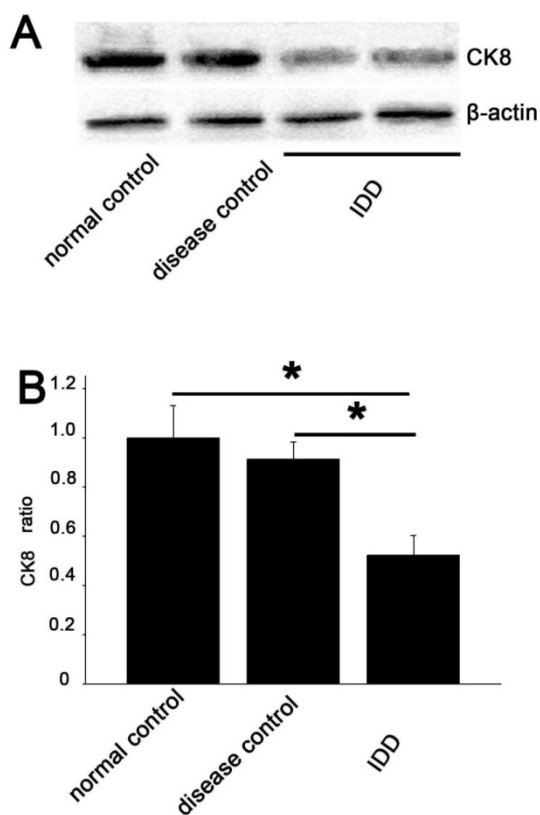 A
CK8
β-actin
normal control
disease control
IDD
B
*
*
1.2
1.0
0.8
0.6
0.4
0.2
0
CK8 ratio
normal control
disease control
IDD